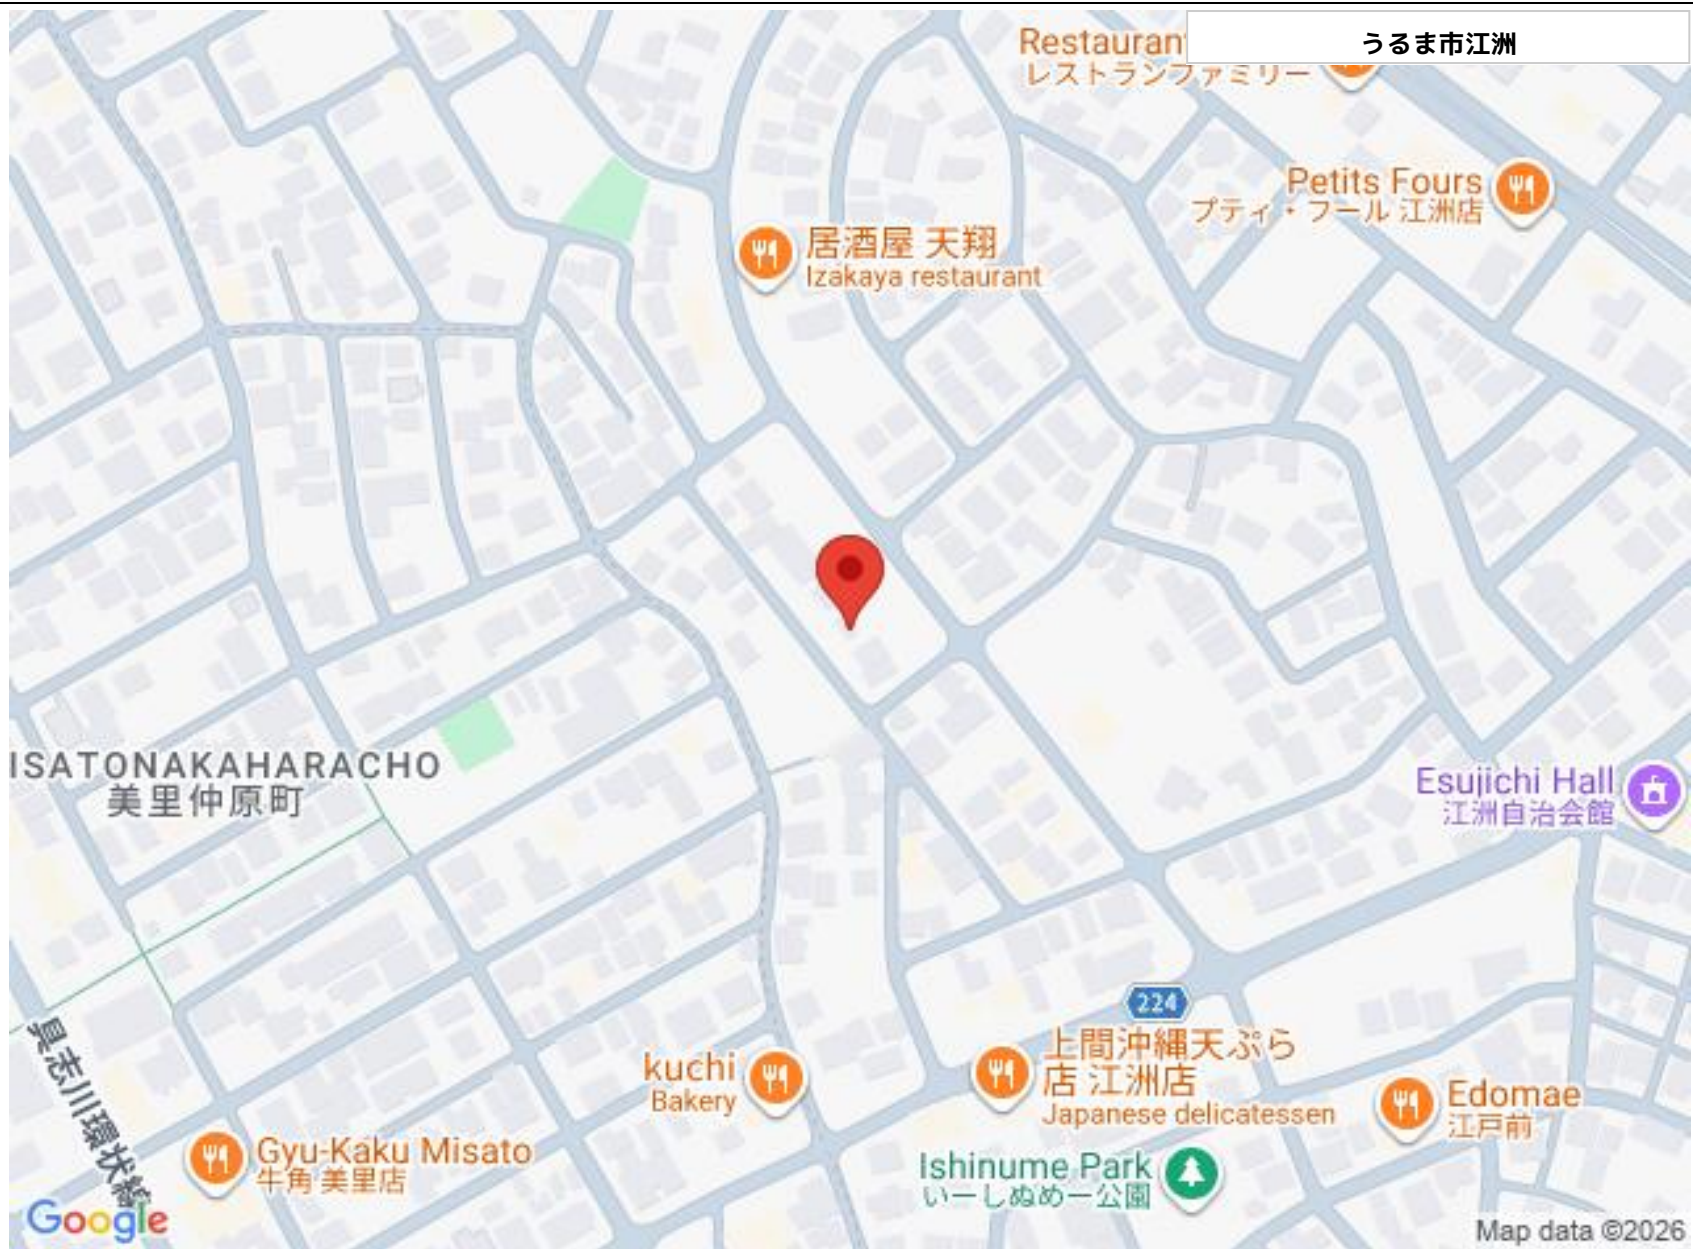 うるま市江洲
Restauran
レストランファミリー
Petits Fours
プティ・フール 江洲店
居酒屋 天翔
Izakaya restaurant
ISATONAKAHARACHO
美里仲原町
Esujichi Hall
江洲自治会館
224
上間沖縄天ぷら
店 江洲店
Japanese delicatessen
kuchi
Bakery
Edomae
江戸前
Gyu-Kaku Misato
牛角 美里店
Ishinume Park
いーしぬめー公園
具志川環状線
Google
Map data ©2026